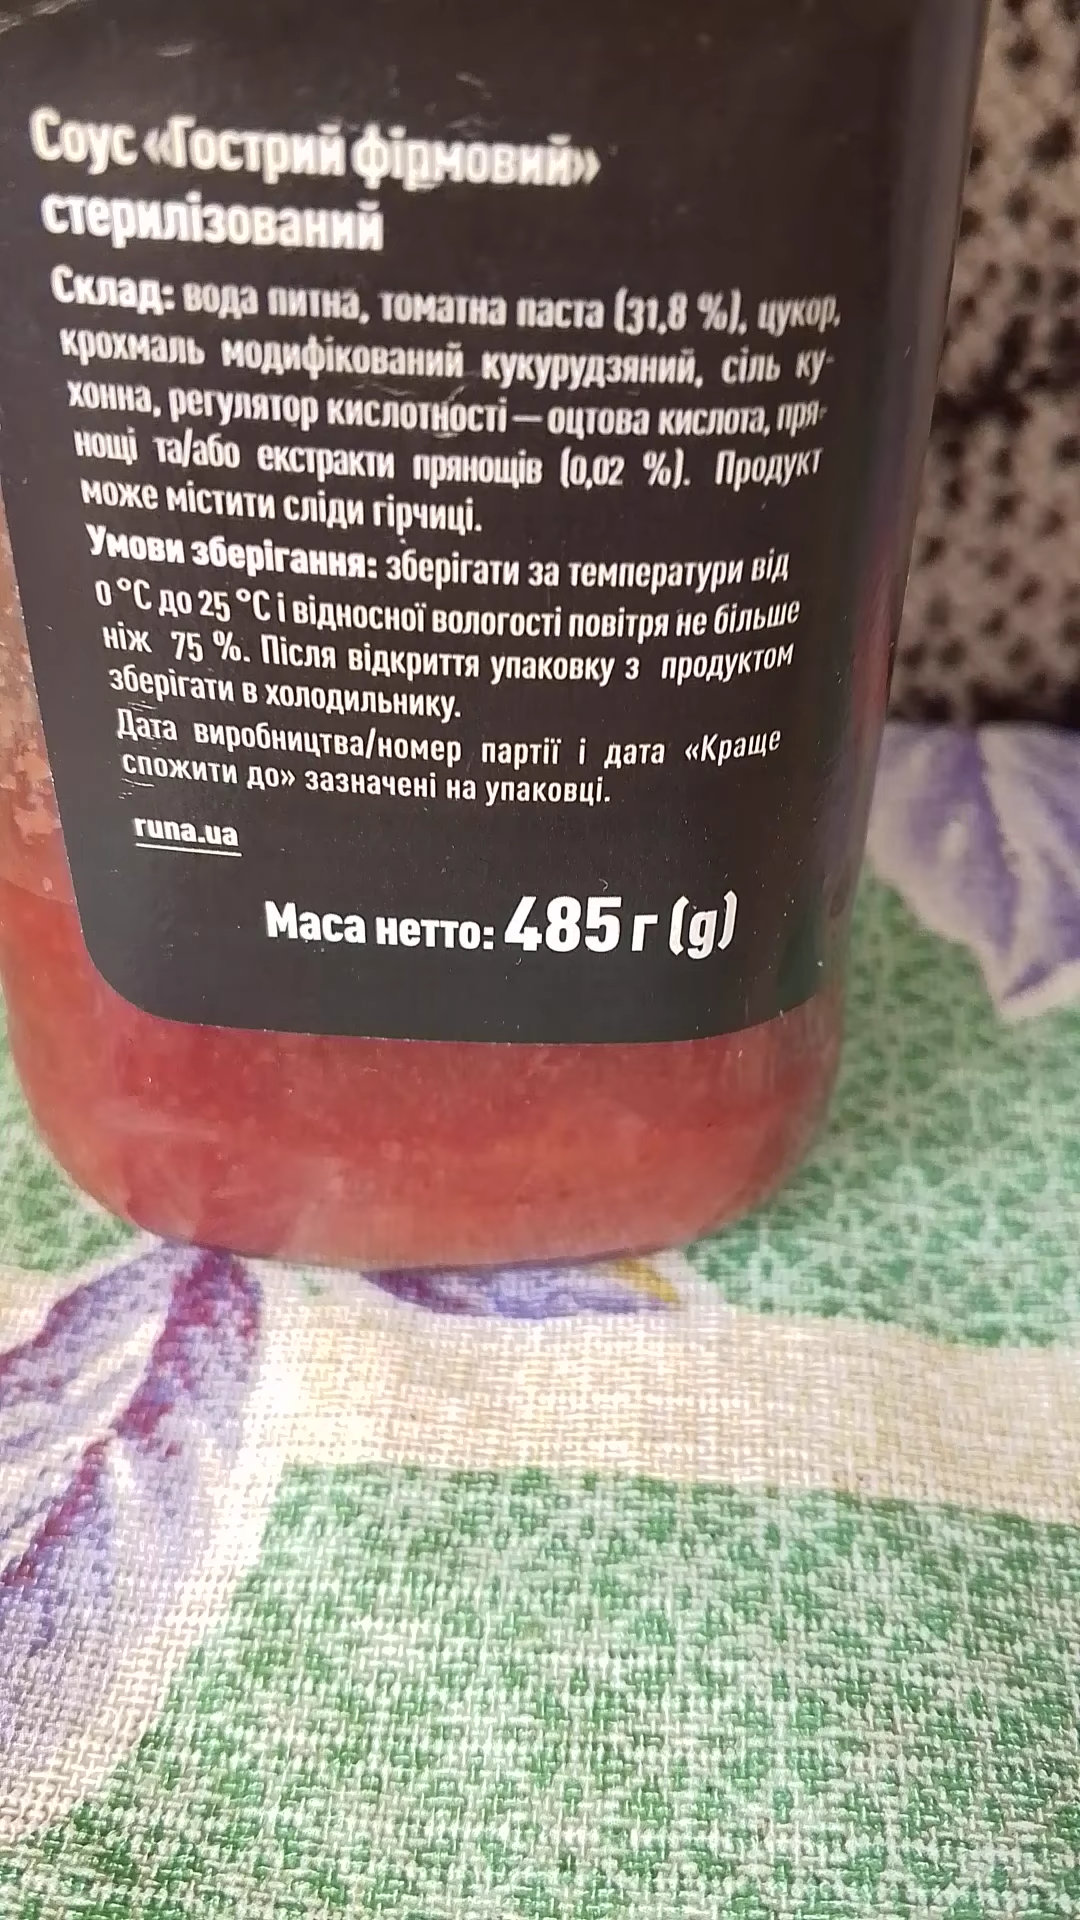 Соус «Гострий фірмовий»
стерилізований
Склад: вода питна, томатна паста (31,8 %), цукор,
крохмаль модифікований кукурудзяний, сіль ку-
хонна, регулятор кислотності — оцтова кислота, пря-
нощі та/або екстракти прянощів (0,02 %). Продукт
може містити сліди гірчиці.
Умови зберігання: зберігати за температури від
0 °С до 25 °С і відносної вологості повітря не більше
ніж 75 %. Після відкриття упаковку з продуктом
зберігати в холодильнику.
Дата виробництва/номер партії і дата «Краще
спожити до» зазначені на упаковці.
runa.ua
Маса нетто: 485 г (g)